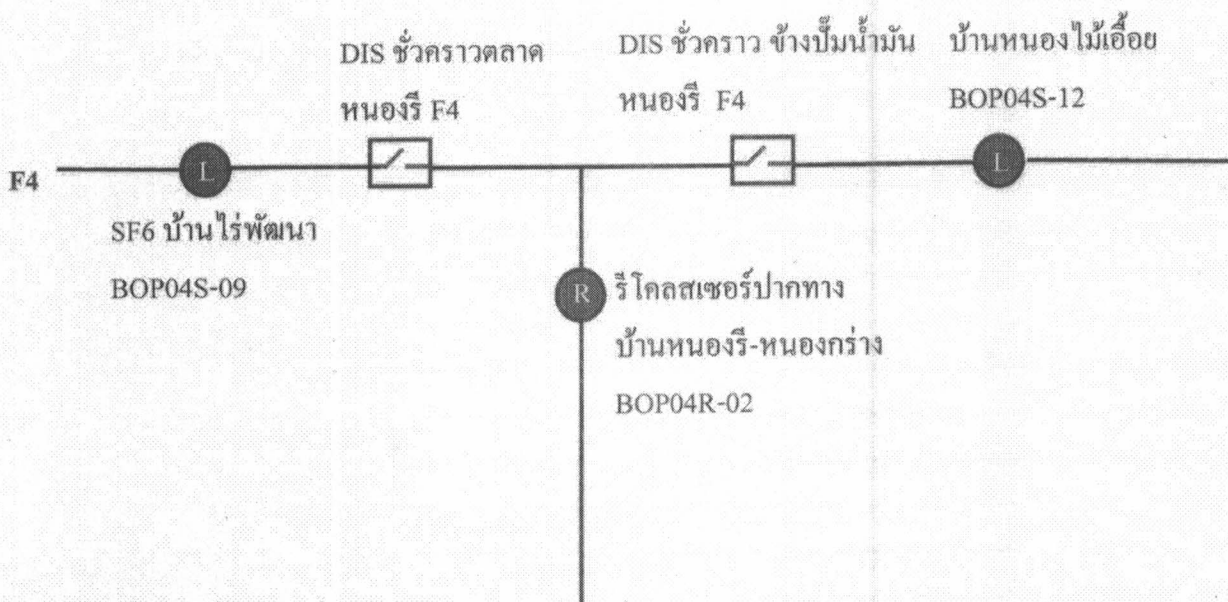 DIS ชั่วคราวตลาด
หนองรี F4
DIS ชั่วคราว ข้างปั๊มน้ำมัน
หนองรี F4
บ้านหนองไม้เอื้อย
BOP04S-12
F4
L
L
SF6 บ้านไร่พัฒนา
BOP04S-09
R
รีโคลสเซอร์ปากทาง
บ้านหนองรี-หนองกร่าง
BOP04R-02